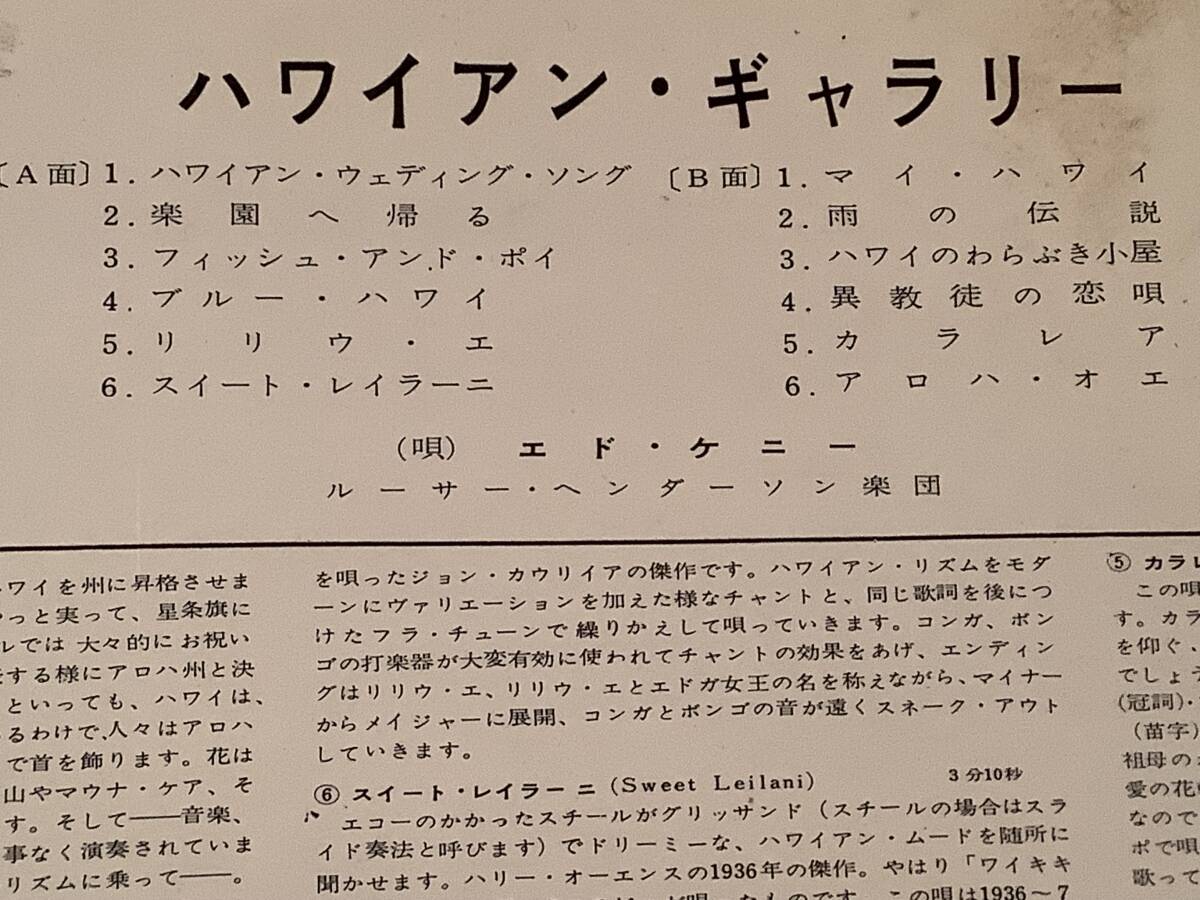 ハワイアン・ギャラリー
〔A面〕1. ハワイアン・ウェディング・ソング
2. 楽園へ帰る
3. フィッシュ・アンド・ポイ
4. ブルー・ハワイ
5. リリウ・エ
6. スイート・レイラーニ
〔B面〕1. マイ・ハワイ
2. 雨の伝説
3. ハワイのわらぶき小屋
4. 異教徒の恋唄
5. カラレア
6. アロハ・オエ
(唄) エド・ケニー
ルーサー・ヘンダーソン楽団
ワイを州に昇格させま
っと実って、星条旗に
ルでは 大々的にお祝い
する様にアロハ州と決
といっても、ハワイは、
るわけで、人々はアロハ
で首を飾ります。花は
山やマウナ・ケア、そ
す。そして──音楽、
事なく演奏されていま
リズムに乗って──。
を唄ったジョン・カウリイアの傑作です。ハワイアン・リズムをモダ
ーンにヴァリエーションを加えた様なチャントと、同じ歌詞を後につ
けたフラ・チューンで繰りかえして唄っていきます。コンガ、ボン
ゴの打楽器が大変有効に使われてチャントの効果をあげ、エンディン
グはリリウ・エ、リリウ・エとエドガ女王の名を称えながら、マイナー
からメイジャーに展開、コンガとボンゴの音が遠くスネーク・アウト
していきます。
⑥ スイート・レイラーニ (Sweet Leilani) 3分10秒
エコーのかかったスチールがグリッサンド（スチールの場合はスラ
イド奏法と呼びます）でドリーミーな、ハワイアン・ムードを随所に
聞かせます。ハリー・オーエンスの1936年の傑作。やはり「ワイキキ
唄ったものです。この唄は1936～7
⑤ カラレ
この唄
す。カラ
を仰ぐ、
でしょう
(冠詞)・
(苗字)
祖母の
愛の花
なので
ポで唄
歌って